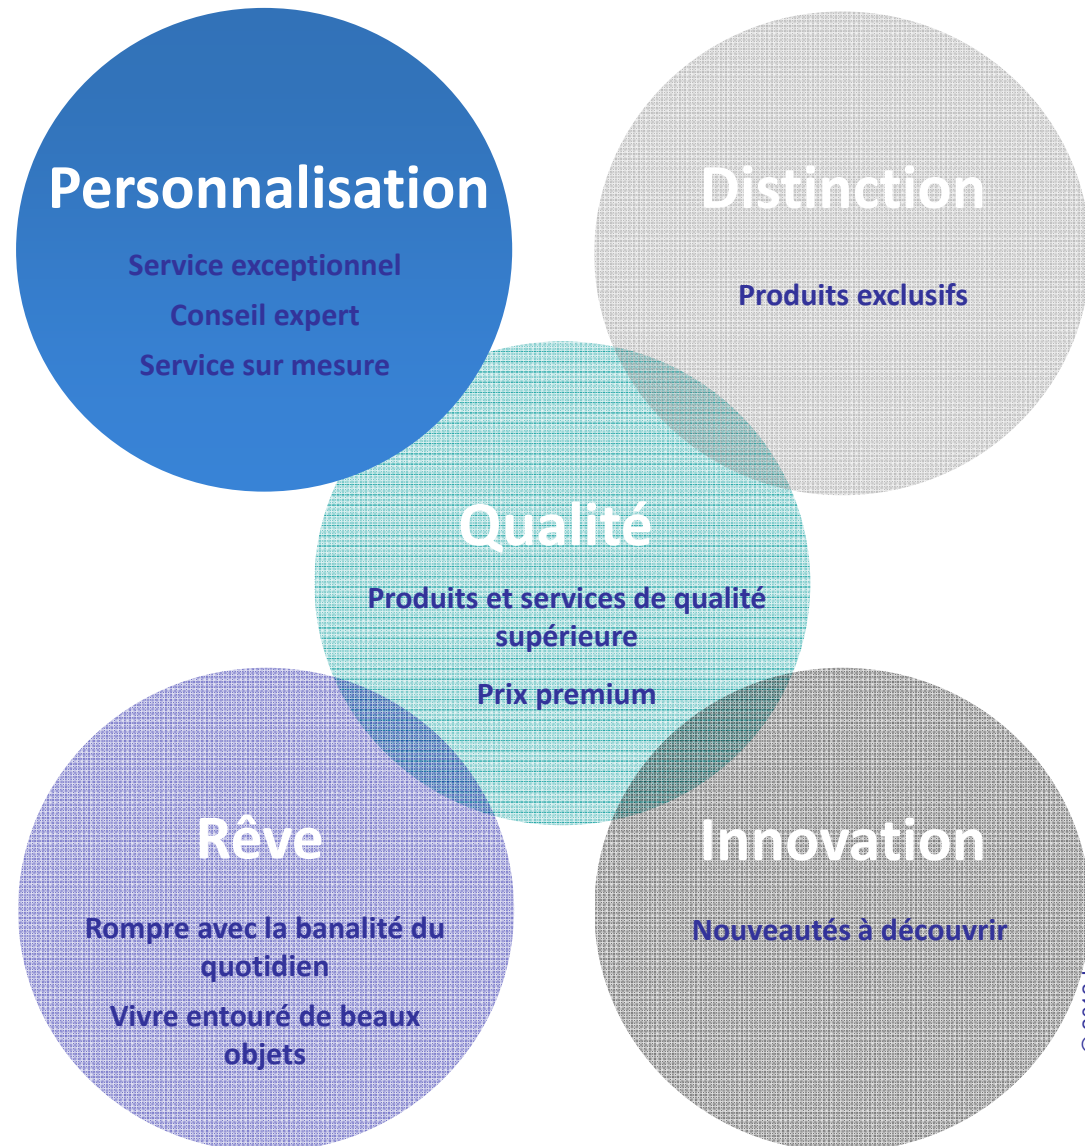 Personnalisation
Service exceptionnel
Conseil expert
Service sur mesure
Distinction
Produits exclusifs
Qualité
Produits et services de qualité
supérieure
Prix premium
Rêve
Rompre avec la banalité du
quotidien
Vivre entouré de beaux
objets
Innovation
Nouveautés à découvrir